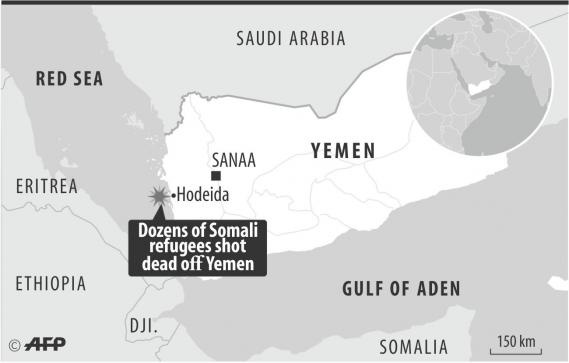 SAUDI ARABIA
RED SEA
SANAA
YEMEN
ERITREA
Hodeida
Dozens of Somali
refugees shot
dead off Yemen
ETHIOPIA
GULF OF ADEN
DJI.
© AFP
SOMALIA
150 km